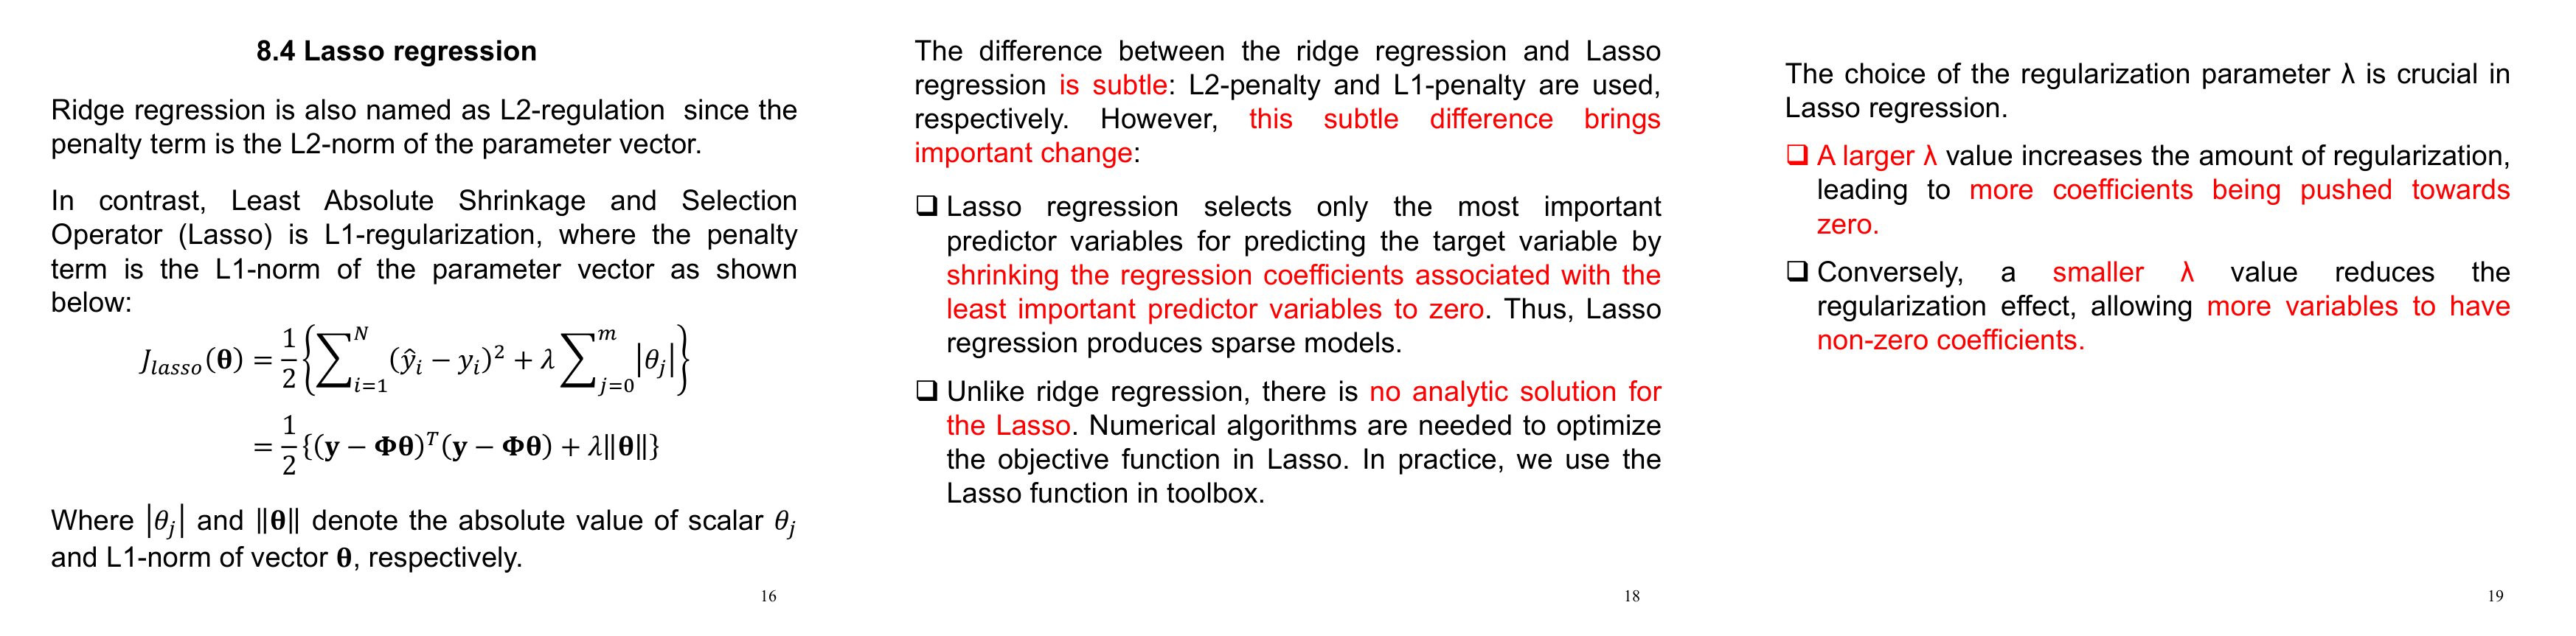 8.4 Lasso regression
Ridge regression is also named as L2-regulation since the
penalty term is the L2-norm of the parameter vector.
In contrast, Least Absolute Shrinkage and Selection
Operator (Lasso) is L1-regularization, where the penalty
term is the L1-norm of the parameter vector as shown
below:
J_{lasso}(θ) = \frac{1}{2}{∑_{i=1}^{N} (ŷ_i − y_i)^2 + λ ∑_{j=0}^{m} |θ_j|}
= \frac{1}{2}{(y − Φθ)^T(y − Φθ) + λ‖θ‖}
Where |θ_j| and ‖θ‖ denote the absolute value of scalar θ_j
and L1-norm of vector θ, respectively.
16
The difference between the ridge regression and Lasso
regression is subtle: L2-penalty and L1-penalty are used,
respectively. However, this subtle difference brings
important change:
❑ Lasso regression selects only the most important
predictor variables for predicting the target variable by
shrinking the regression coefficients associated with the
least important predictor variables to zero. Thus, Lasso
regression produces sparse models.
❑ Unlike ridge regression, there is no analytic solution for
the Lasso. Numerical algorithms are needed to optimize
the objective function in Lasso. In practice, we use the
Lasso function in toolbox.
18
The choice of the regularization parameter λ is crucial in
Lasso regression.
❑ A larger λ value increases the amount of regularization,
leading to more coefficients being pushed towards
zero.
❑ Conversely, a smaller λ value reduces the
regularization effect, allowing more variables to have
non-zero coefficients.
19